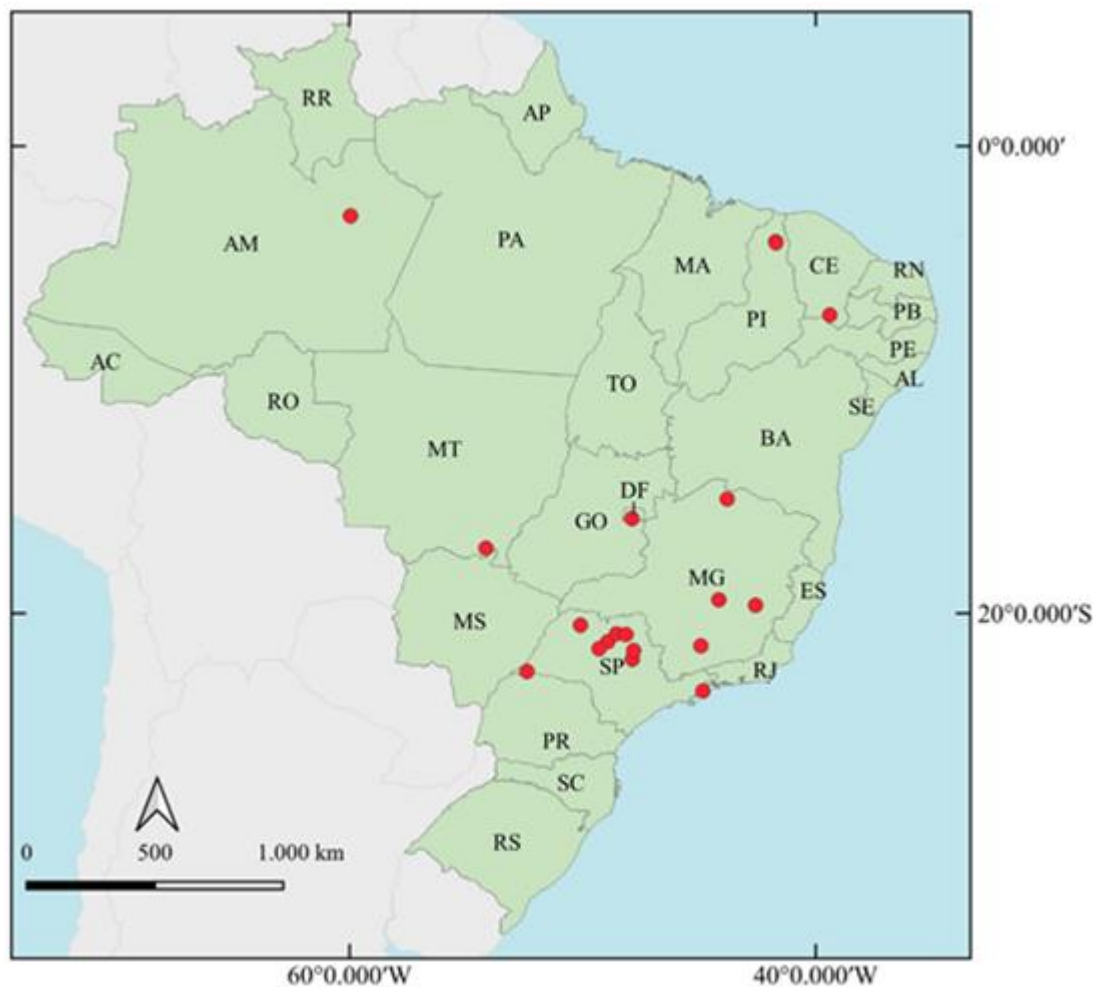 RR
AP
0°0.000'
AM
PA
MA
CE
RN
PI
PB
PE
AC
TO
AL
RO
SE
BA
MT
DF
GO
MG
ES
20°0.000'S
MS
SP
RJ
PR
SC
RS
0 500 1.000 km
60°0.000'W 40°0.000'W